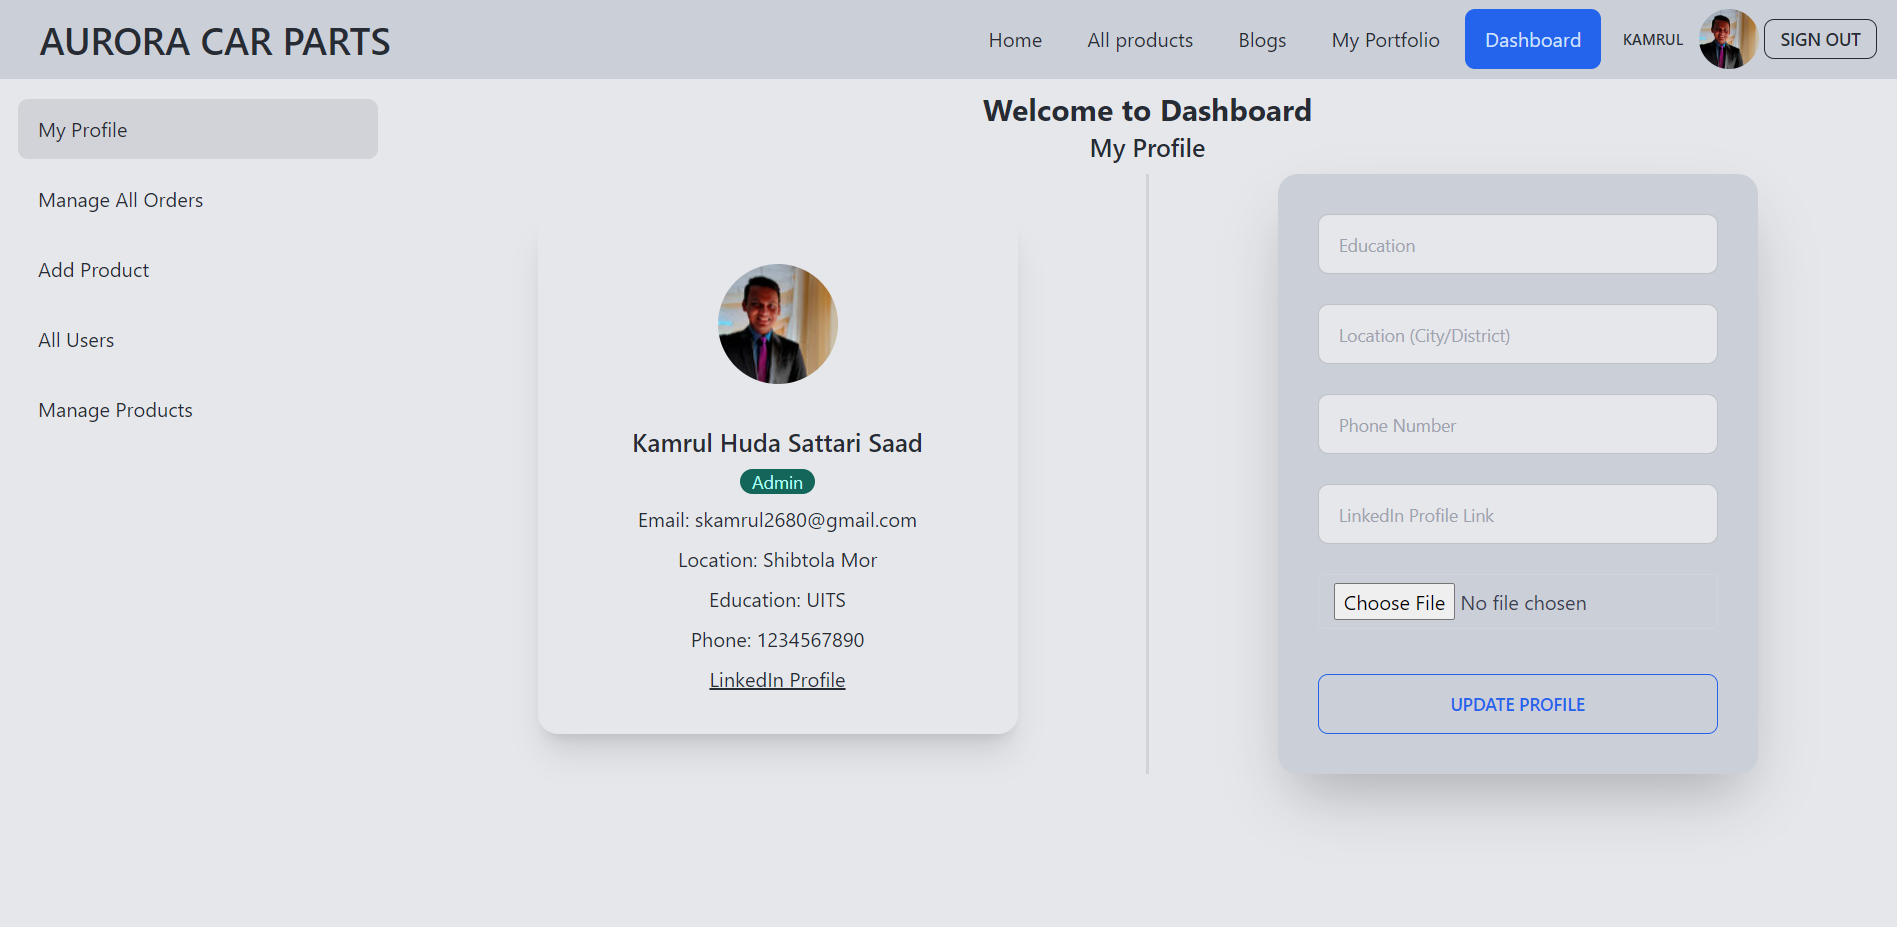 AURORA CAR PARTS
Home
All products
Blogs
My Portfolio
Dashboard
KAMRUL
SIGN OUT
My Profile
Manage All Orders
Add Product
All Users
Manage Products
Welcome to Dashboard
My Profile
Kamrul Huda Sattari Saad
Admin
Email: skamrul2680@gmail.com
Location: Shibtola Mor
Education: UITS
Phone: 1234567890
LinkedIn Profile
Education
Location (City/District)
Phone Number
LinkedIn Profile Link
Choose File No file chosen
UPDATE PROFILE